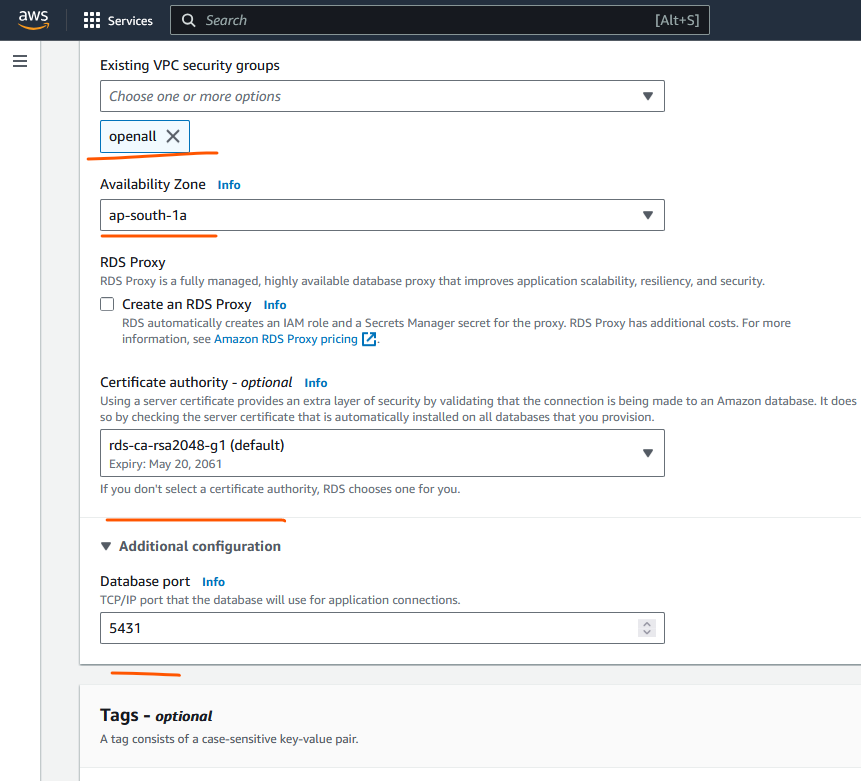 aws
Services
Search
[Alt+S]
Existing VPC security groups
Choose one or more options
openall
Availability Zone Info
ap-south-1a
RDS Proxy
RDS Proxy is a fully managed, highly available database proxy that improves application scalability, resiliency, and security.
Create an RDS Proxy Info
RDS automatically creates an IAM role and a Secrets Manager secret for the proxy. RDS Proxy has additional costs. For more
information, see Amazon RDS Proxy pricing.
Certificate authority - optional Info
Using a server certificate provides an extra layer of security by validating that the connection is being made to an Amazon database. It does
so by checking the server certificate that is automatically installed on all databases that you provision.
rds-ca-rsa2048-g1 (default)
Expiry: May 20, 2061
If you don't select a certificate authority, RDS chooses one for you.
Additional configuration
Database port Info
TCP/IP port that the database will use for application connections.
5431
Tags - optional
A tag consists of a case-sensitive key-value pair.